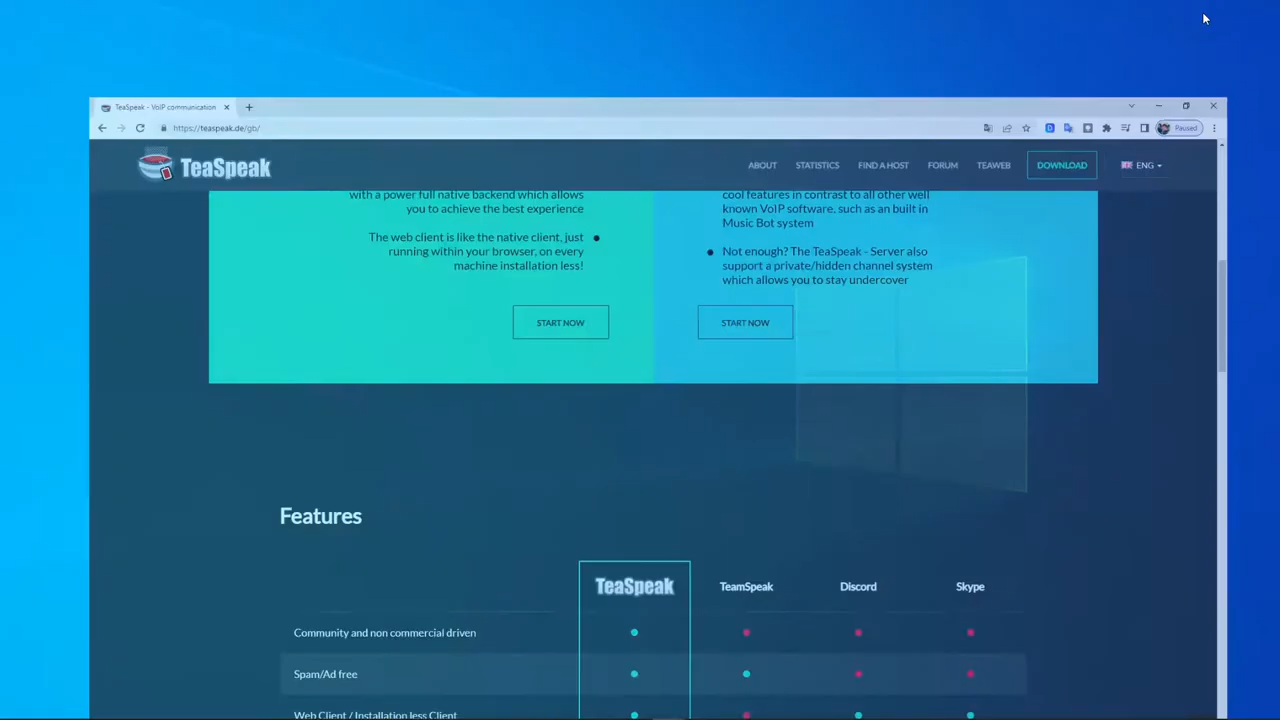 TeaSpeak - VoIP communication
https://teaspeak.de/gb/
Paused
TeaSpeak
ABOUT
STATISTICS
FIND A HOST
FORUM
TEAWEB
DOWNLOAD
ENG
with a power full native backend which allows
you to achieve the best experience
The web client is like the native client, just
running within your browser, on every
machine installation less!
START NOW
cool features in contrast to all other well
known VoIP software, such as an built in
Music Bot system
Not enough? The TeaSpeak - Server also
support a private/hidden channel system
which allows you to stay undercover
START NOW
Features
TeaSpeak
TeamSpeak
Discord
Skype
Community and non commercial driven
Spam/Ad free
Web Client / Installation less Client